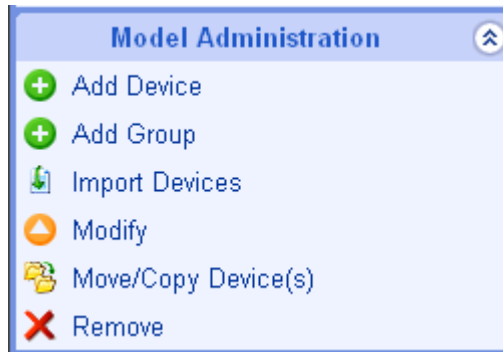 Model Administration
Add Device
Add Group
Import Devices
Modify
Move/Copy Device(s)
Remove